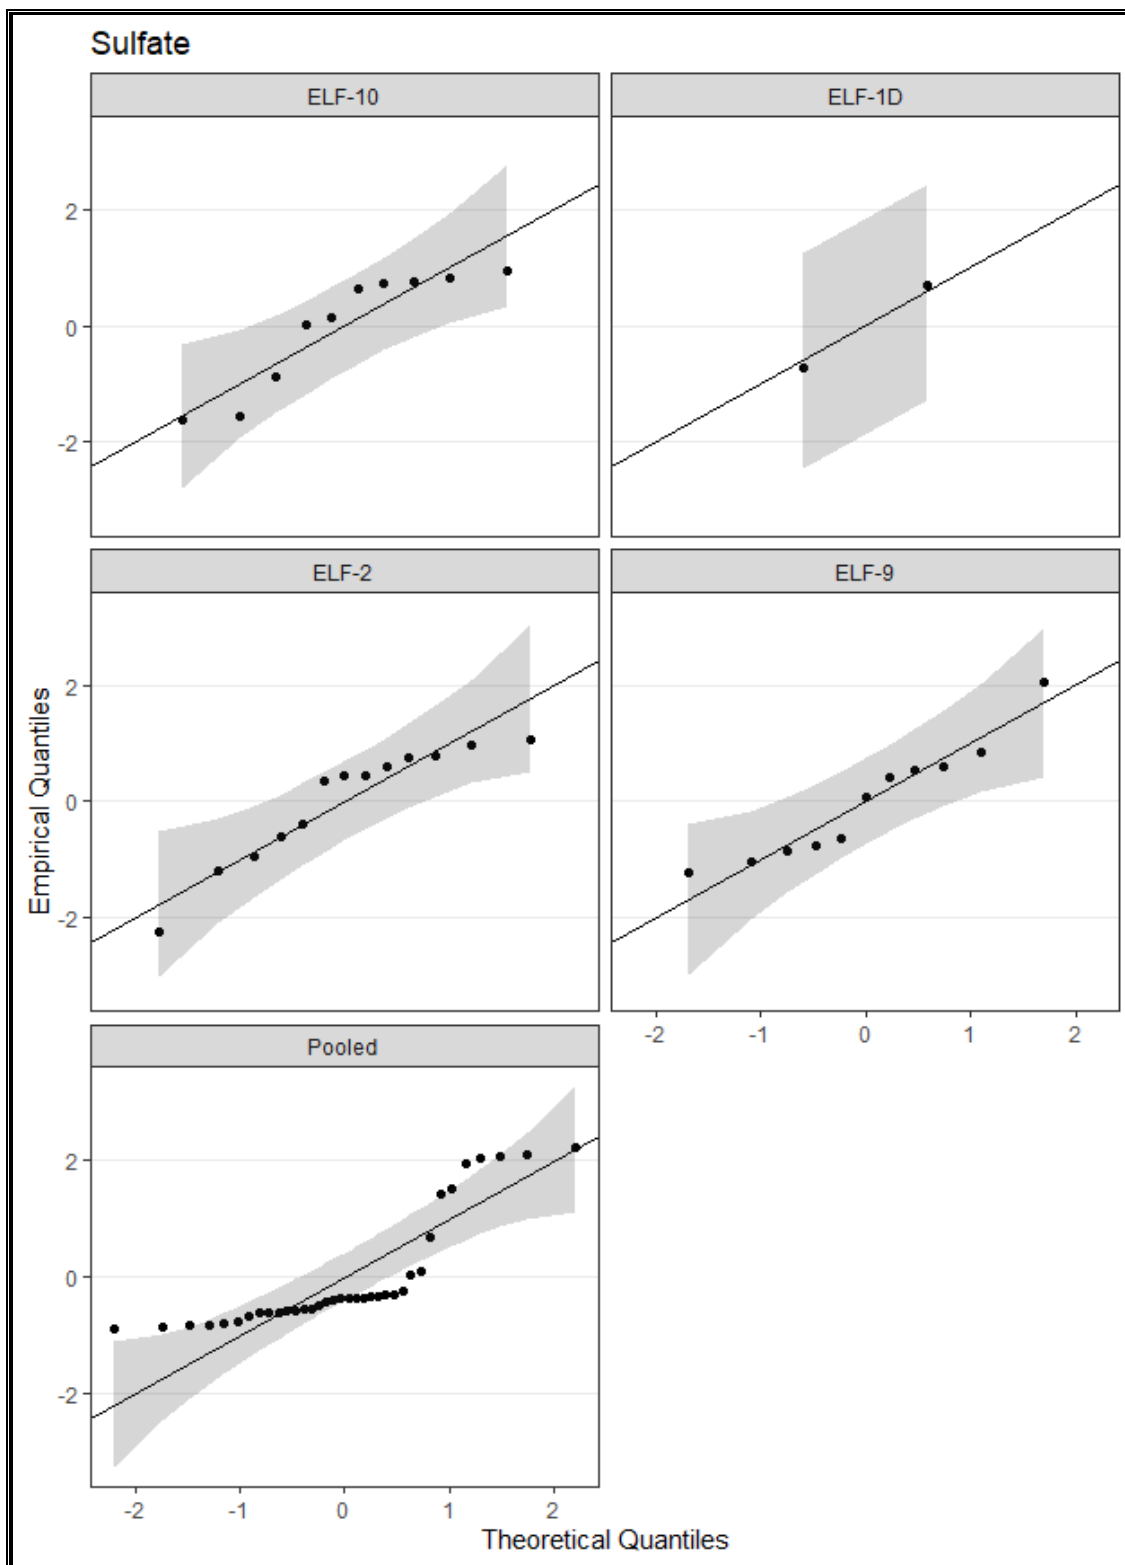 Sulfate
ELF-10
ELF-1D
2
0
-2
ELF-2
ELF-9
2
0
-2
-2 -1 0 1 2
Pooled
2
0
-2
-2 -1 0 1 2
Empirical Quantiles
Theoretical Quantiles